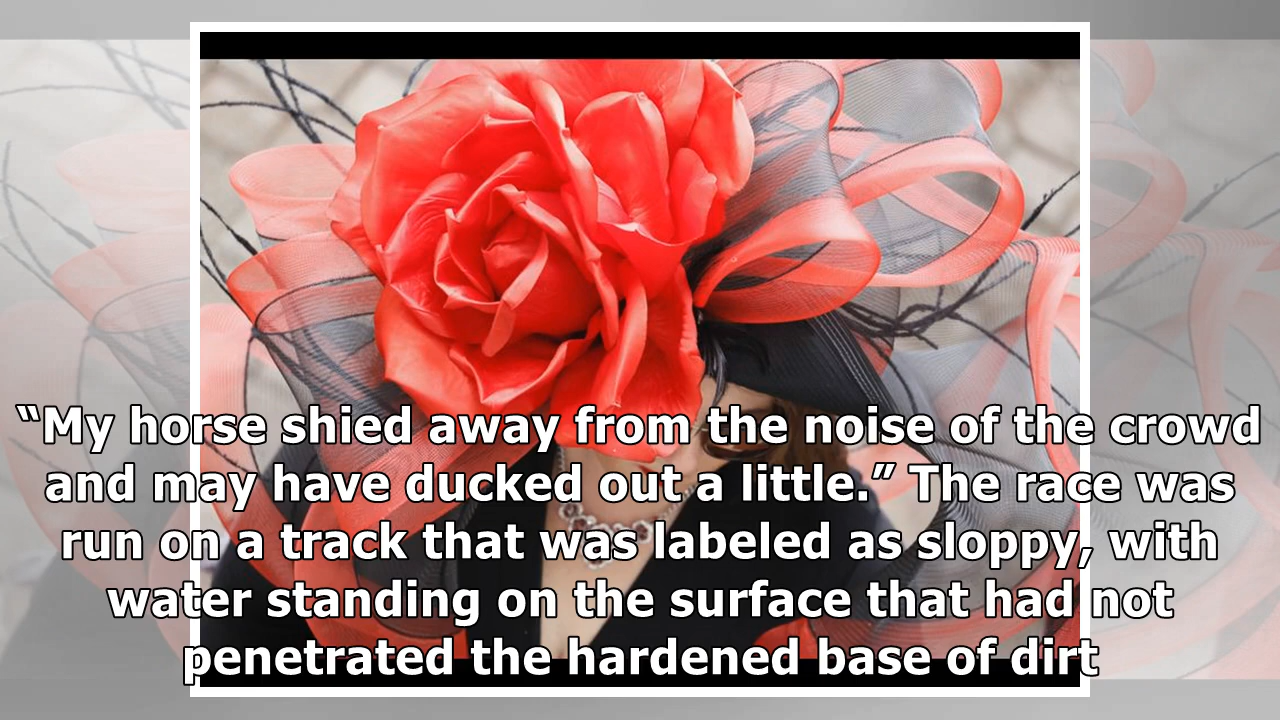 “My horse shied away from the noise of the crowd
and may have ducked out a little.” The race was
run on a track that was labeled as sloppy, with
water standing on the surface that had not
penetrated the hardened base of dirt